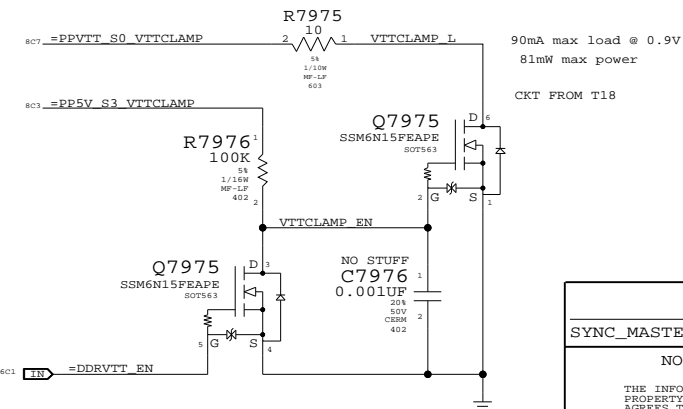 R7975
10
8C7 =PPVTT_S0_VTTCLAMP 2 1 VTTCLAMP_L
5%
1/10W
MF-LF
603
90mA max load @ 0.9V
81mW max power
CKT FROM T18
8C3 =PP5V_S3_VTTCLAMP
Q7975
SSM6N15FEAPE
SOT563
D 6
2 G S 1
R7976 1
100K
5%
1/16W
MF-LF
402
2
VTTCLAMP_EN
Q7975
SSM6N15FEAPE
SOT563
D 3
5 G S 4
NO STUFF
C7976 1
0.001UF
20%
50V
CERM
402
2
6C1 IN =DDRVTT_EN
SYNC_MASTE
NO
THE INFO
PROPERTY
AGREES T